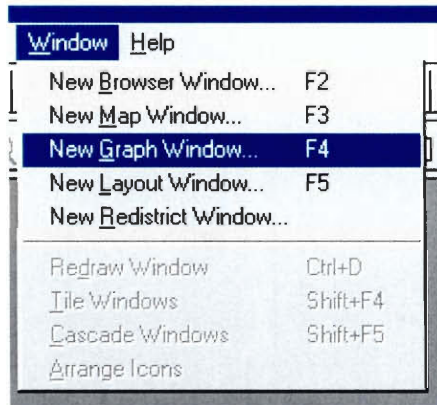 Window Help
New Browser Window... F2
New Map Window... F3
New Graph Window... F4
New Layout Window... F5
New Redistrict Window...
Redraw Window Ctrl+D
Tile Windows Shift+F4
Cascade Windows Shift+F5
Arrange Icons